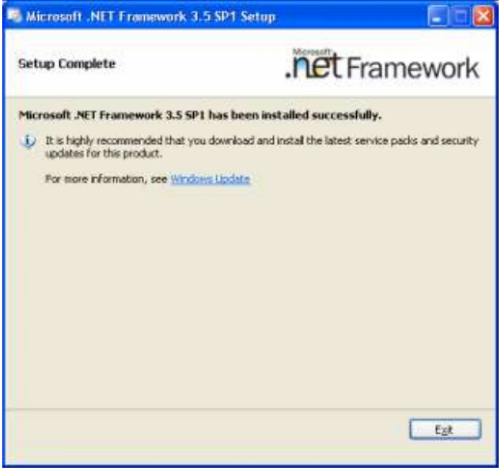 Microsoft .NET Framework 3.5 SP1 Setup
Setup Complete
Microsoft
.net Framework
Microsoft .NET Framework 3.5 SP1 has been installed successfully.
It is highly recommended that you download and install the latest service packs and security
updates for this product.
For more information, see Windows Update
Exit